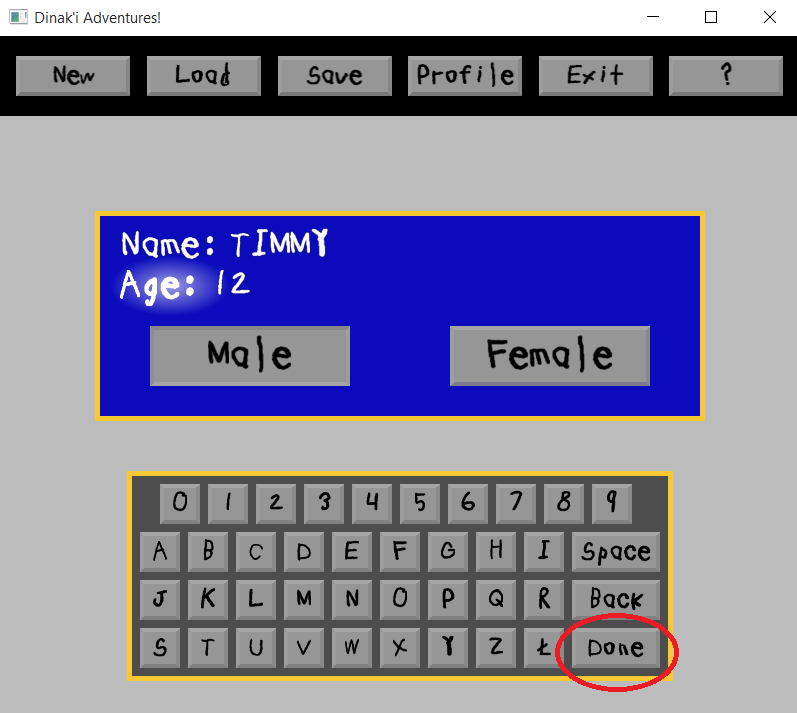 Dinak'i Adventures!
New Load Save Profile Exit ?
Name: TIMMY
Age: 12
Male Female
0 1 2 3 4 5 6 7 8 9
A B C D E F G H I Space
J K L M N O P Q R Back
S T U V W X Y Z Ł Done